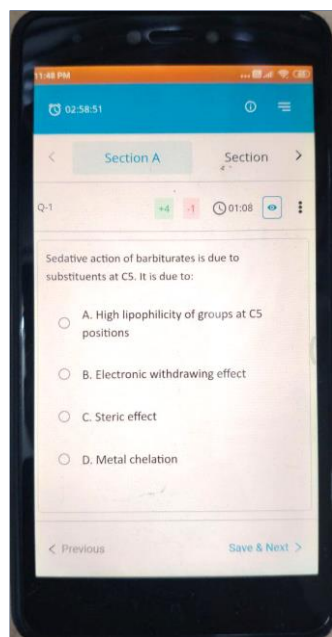 11:48 PM
02:58:51
Section A
Section
Q-1
+4
-1
01:08
Sedative action of barbiturates is due to
substituents at C5. It is due to:
A. High lipophilicity of groups at C5
positions
B. Electronic withdrawing effect
C. Steric effect
D. Metal chelation
< Previous
Save & Next >